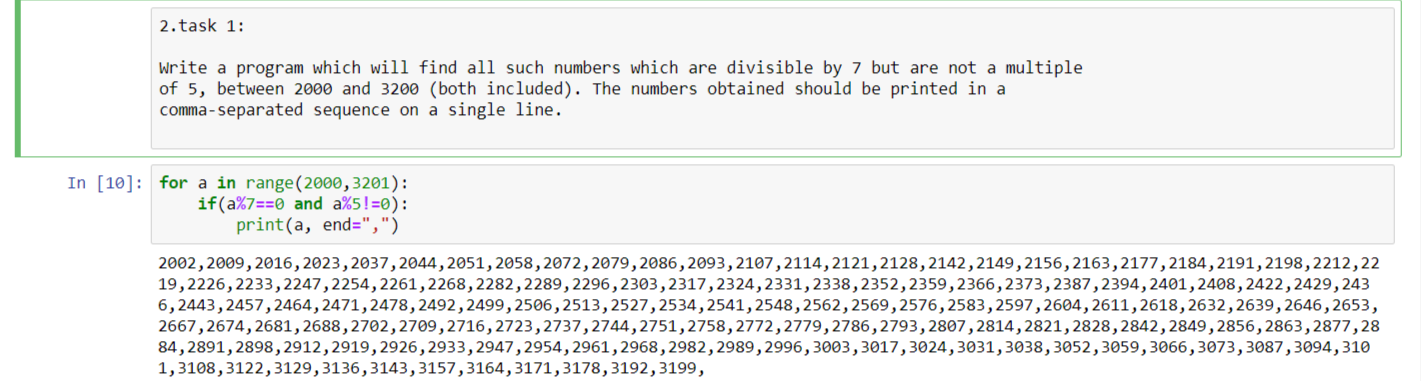 2.task 1:
Write a program which will find all such numbers which are divisible by 7 but are not a multiple
of 5, between 2000 and 3200 (both included). The numbers obtained should be printed in a
comma-separated sequence on a single line.
In [10]: for a in range(2000,3201):
if(a%7==0 and a%5!=0):
print(a, end=",")
2002,2009,2016,2023,2037,2044,2051,2058,2072,2079,2086,2093,2107,2114,2121,2128,2142,2149,2156,2163,2177,2184,2191,2198,2212,22
19,2226,2233,2247,2254,2261,2268,2282,2289,2296,2303,2317,2324,2331,2338,2352,2359,2366,2373,2387,2394,2401,2408,2422,2429,243
6,2443,2457,2464,2471,2478,2492,2499,2506,2513,2527,2534,2541,2548,2562,2569,2576,2583,2597,2604,2611,2618,2632,2639,2646,2653,
2667,2674,2681,2688,2702,2709,2716,2723,2737,2744,2751,2758,2772,2779,2786,2793,2807,2814,2821,2828,2842,2849,2856,2863,2877,28
84,2891,2898,2912,2919,2926,2933,2947,2954,2961,2968,2982,2989,2996,3003,3017,3024,3031,3038,3052,3059,3066,3073,3087,3094,310
1,3108,3122,3129,3136,3143,3157,3164,3171,3178,3192,3199,